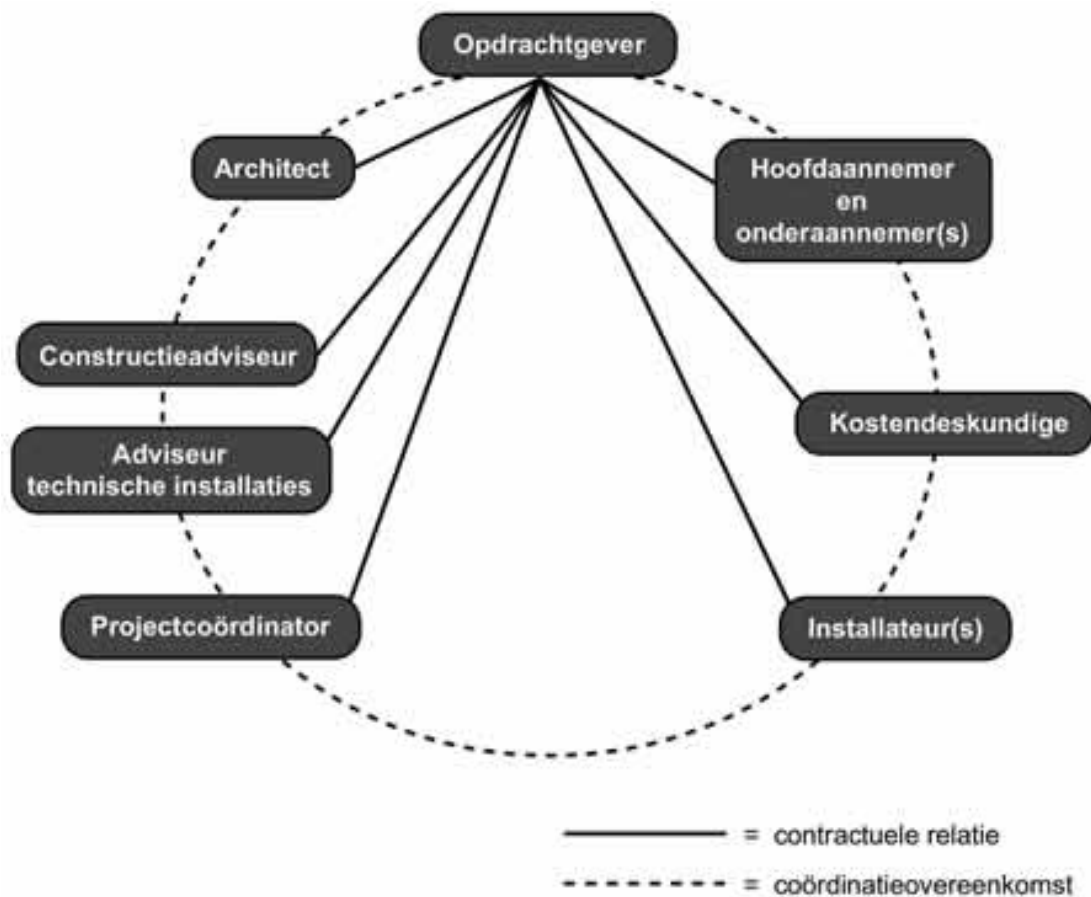 Opdrachtgever
Architect
Hoofdaannemer
en
onderaannemer(s)
Constructieadviseur
Kostendeskundige
Adviseur
technische installaties
Projectcoördinator
Installateur(s)
= contractuele relatie
= coördinatieovereenkomst